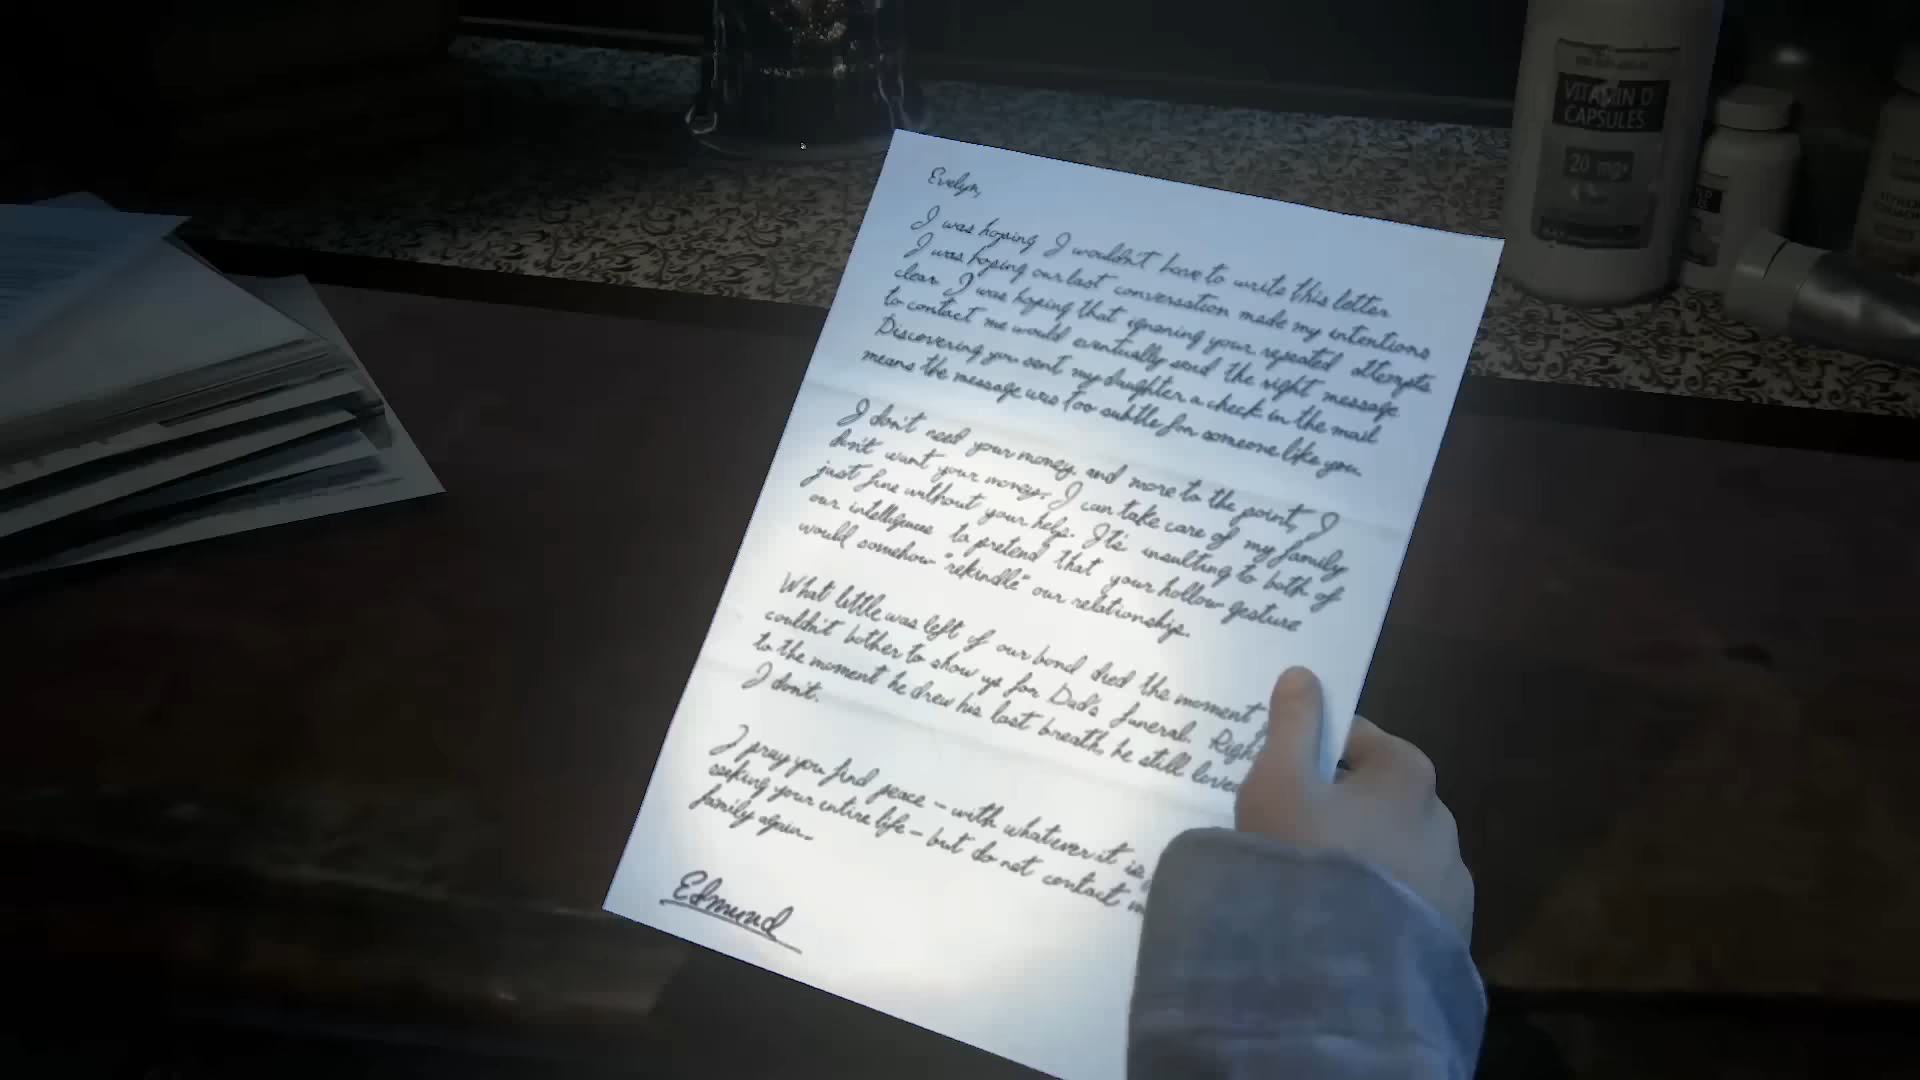 Evelyn,
I was hoping I wouldn't have to write this letter.
I was hoping our last conversation made my intentions
clear. I was hoping that ignoring your repeated attempts
to contact me would eventually send the right message.
Discovering you sent my daughter a check in the mail
means the message was too subtle for someone like you.
I don't need your money, and more to the point, I
don't want your money. I can take care of my family
just fine without your help. It's insulting to both of
our intelligences to pretend that your hollow gesture
would somehow "rekindle" our relationship.
What little was left of our bond died the moment
couldn't bother to show up for Dad's funeral. Right
to the moment he drew his last breath, he still loved
I don't.
I pray you find peace – with whatever it is
seeking your entire life – but do not contact
family again.
Edmund
VITAMIN D
CAPSULES
20 mg